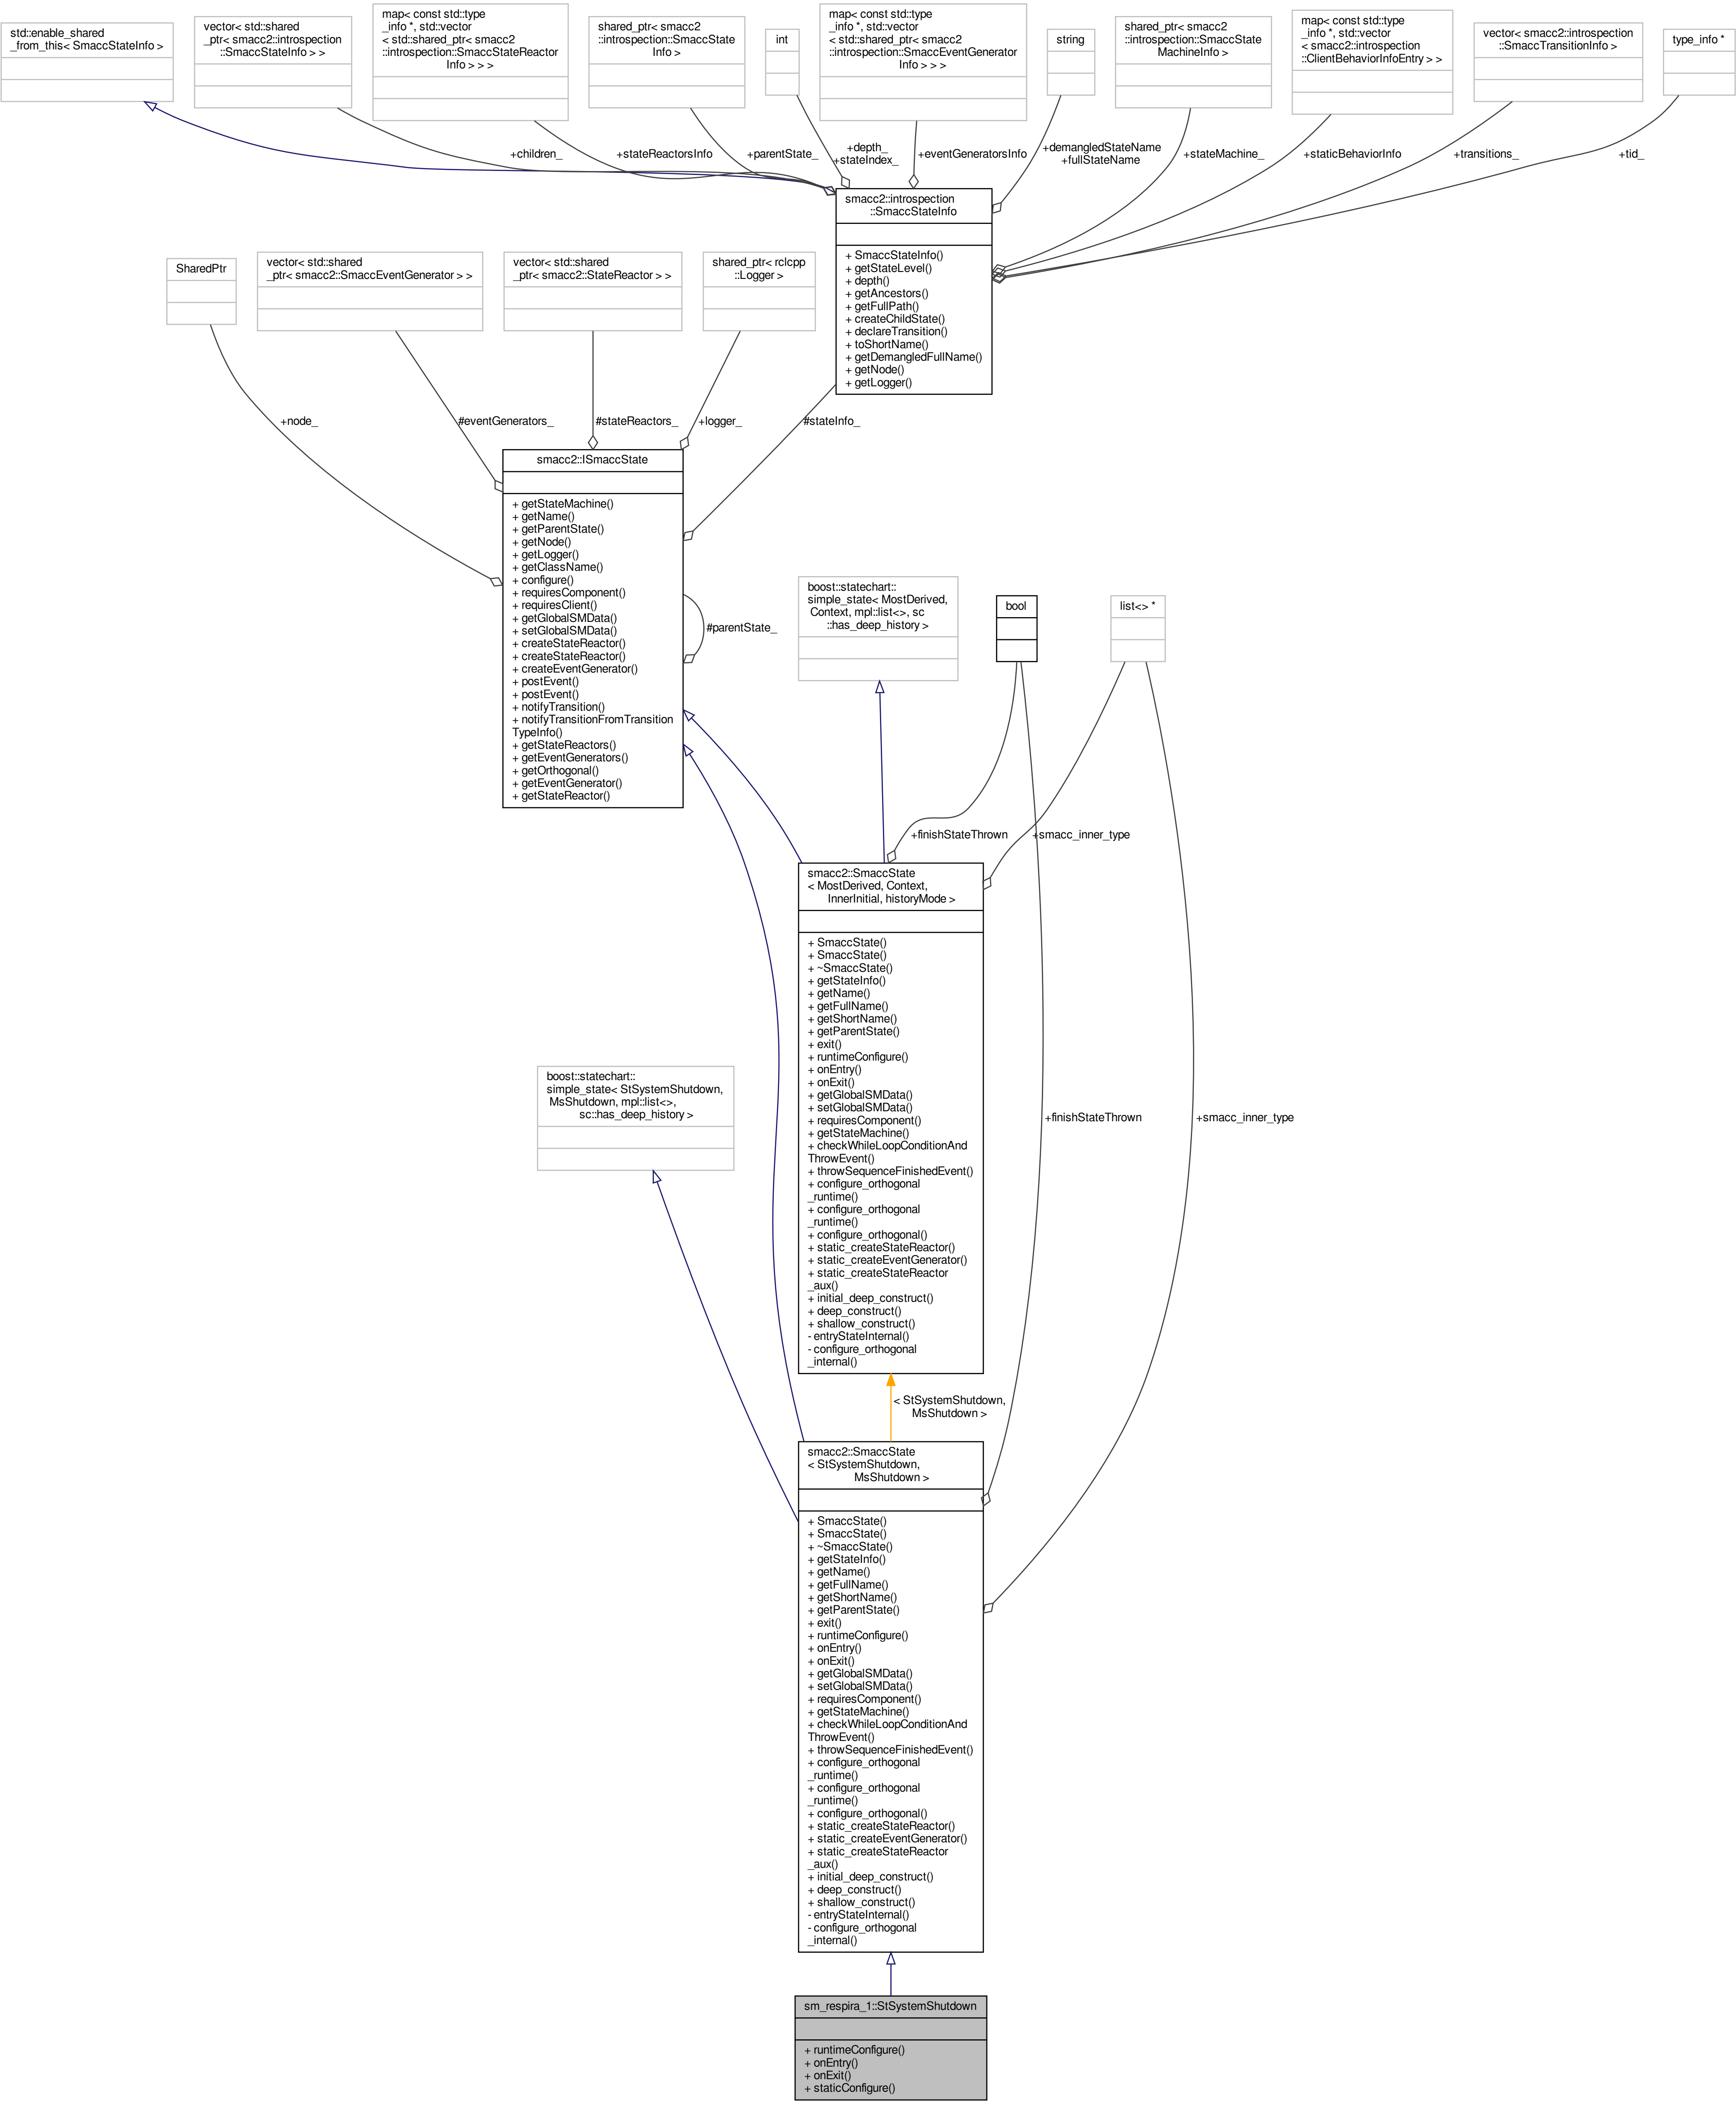 std::enable_shared
_from_this< SmaccStateInfo >
vector< std::shared
_ptr< smacc2::introspection
::SmaccStateInfo > >
map< const std::type
_info *, std::vector
< std::shared_ptr< smacc2
::introspection::SmaccStateReactor
Info > > >
shared_ptr< smacc2
::introspection::SmaccState
Info >
int
map< const std::type
_info *, std::vector
< std::shared_ptr< smacc2
::introspection::SmaccEventGenerator
Info > > >
string
shared_ptr< smacc2
::introspection::SmaccState
MachineInfo >
map< const std::type
_info *, std::vector
< smacc2::introspection
::ClientBehaviorInfoEntry > >
vector< smacc2::introspection
::SmaccTransitionInfo >
type_info *
+children_
+stateReactorsInfo
+parentState_
+depth_
+stateIndex_
+eventGeneratorsInfo
+demangledStateName
+fullStateName
+stateMachine_
+staticBehaviorInfo
+transitions_
+tid_
smacc2::introspection
::SmaccStateInfo
+ SmaccStateInfo()
+ getStateLevel()
+ depth()
+ getAncestors()
+ getFullPath()
+ createChildState()
+ declareTransition()
+ toShortName()
+ getDemangledFullName()
+ getNode()
+ getLogger()
SharedPtr
vector< std::shared
_ptr< smacc2::SmaccEventGenerator > >
vector< std::shared
_ptr< smacc2::StateReactor > >
shared_ptr< rclcpp
::Logger >
+node_
#eventGenerators_
#stateReactors_
+logger_
#stateInfo_
smacc2::ISmaccState
+ getStateMachine()
+ getName()
+ getParentState()
+ getNode()
+ getLogger()
+ getClassName()
+ configure()
+ requiresComponent()
+ requiresClient()
+ getGlobalSMData()
+ setGlobalSMData()
+ createStateReactor()
+ createStateReactor()
+ createEventGenerator()
+ postEvent()
+ postEvent()
+ notifyTransition()
+ notifyTransitionFromTransition
TypeInfo()
+ getStateReactors()
+ getEventGenerators()
+ getOrthogonal()
+ getEventGenerator()
+ getStateReactor()
#parentState_
boost::statechart::
simple_state< MostDerived,
Context, mpl::list<>, sc
::has_deep_history >
bool
list<> *
+finishStateThrown
+smacc_inner_type
smacc2::SmaccState
< MostDerived, Context,
InnerInitial, historyMode >
+ SmaccState()
+ SmaccState()
+ ~SmaccState()
+ getStateInfo()
+ getName()
+ getFullName()
+ getShortName()
+ getParentState()
+ exit()
+ runtimeConfigure()
+ onEntry()
+ onExit()
+ getGlobalSMData()
+ setGlobalSMData()
+ requiresComponent()
+ getStateMachine()
+ checkWhileLoopConditionAnd
ThrowEvent()
+ throwSequenceFinishedEvent()
+ configure_orthogonal
_runtime()
+ configure_orthogonal
_runtime()
+ configure_orthogonal()
+ static_createStateReactor()
+ static_createEventGenerator()
+ static_createStateReactor
_aux()
+ initial_deep_construct()
+ deep_construct()
+ shallow_construct()
- entryStateInternal()
- configure_orthogonal
_internal()
boost::statechart::
simple_state< StSystemShutdown,
MsShutdown, mpl::list<>,
sc::has_deep_history >
+finishStateThrown
+smacc_inner_type
< StSystemShutdown,
MsShutdown >
smacc2::SmaccState
< StSystemShutdown,
MsShutdown >
+ SmaccState()
+ SmaccState()
+ ~SmaccState()
+ getStateInfo()
+ getName()
+ getFullName()
+ getShortName()
+ getParentState()
+ exit()
+ runtimeConfigure()
+ onEntry()
+ onExit()
+ getGlobalSMData()
+ setGlobalSMData()
+ requiresComponent()
+ getStateMachine()
+ checkWhileLoopConditionAnd
ThrowEvent()
+ throwSequenceFinishedEvent()
+ configure_orthogonal
_runtime()
+ configure_orthogonal
_runtime()
+ configure_orthogonal()
+ static_createStateReactor()
+ static_createEventGenerator()
+ static_createStateReactor
_aux()
+ initial_deep_construct()
+ deep_construct()
+ shallow_construct()
- entryStateInternal()
- configure_orthogonal
_internal()
sm_respira_1::StSystemShutdown
+ runtimeConfigure()
+ onEntry()
+ onExit()
+ staticConfigure()